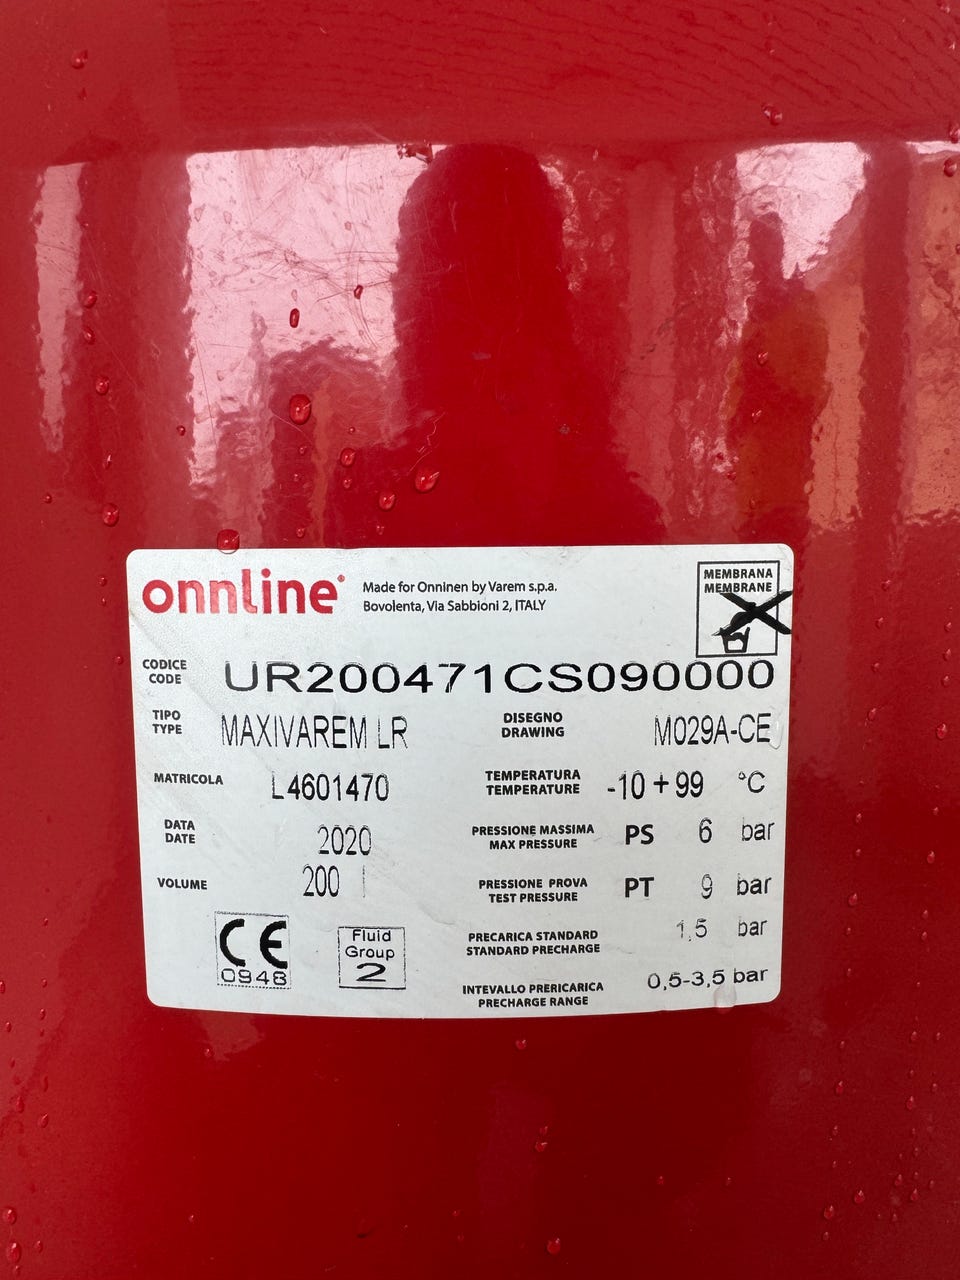 onnline
Made for Onninen by Varem s.p.a.
Bovolenta, Via Sabbioni 2, ITALY
MEMBRANA
MEMBRANE
CODICE
CODE
UR200471CS090000
TIPO
TYPE
MAXIVAREM LR
DISEGNO
DRAWING
M029A-CE
MATRICOLA
L4601470
TEMPERATURA
TEMPERATURE
-10 + 99 °C
DATA
DATE
2020
PRESSIONE MASSIMA
MAX PRESSURE
PS 6 bar
VOLUME
200 l
PRESSIONE PROVA
TEST PRESSURE
PT 9 bar
CE
0948
Fluid
Group
2
PRECARICA STANDARD
STANDARD PRECHARGE
1,5 bar
INTEVALLO PRERICARICA
PRECHARGE RANGE
0,5-3,5 bar